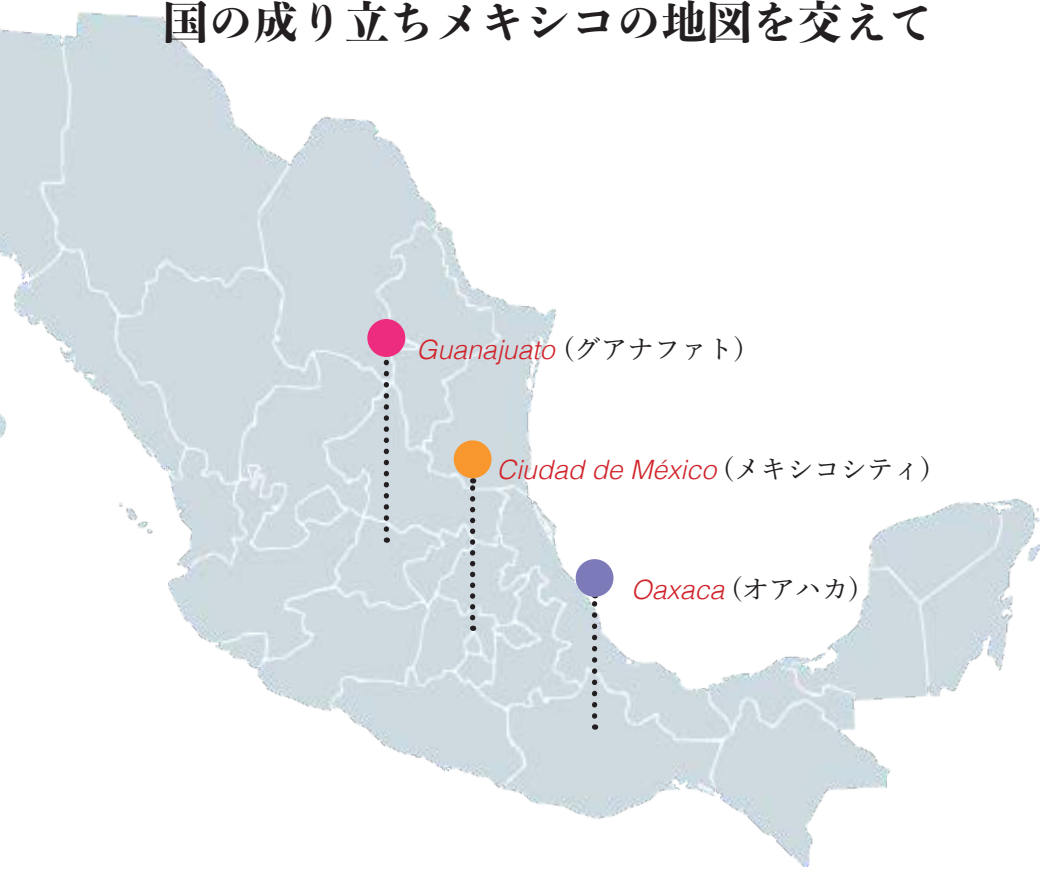 国の成り立ちメキシコの地図を交えて
Guanajuato (グアナファト)
Ciudad de México (メキシコシティ)
Oaxaca (オアハカ)